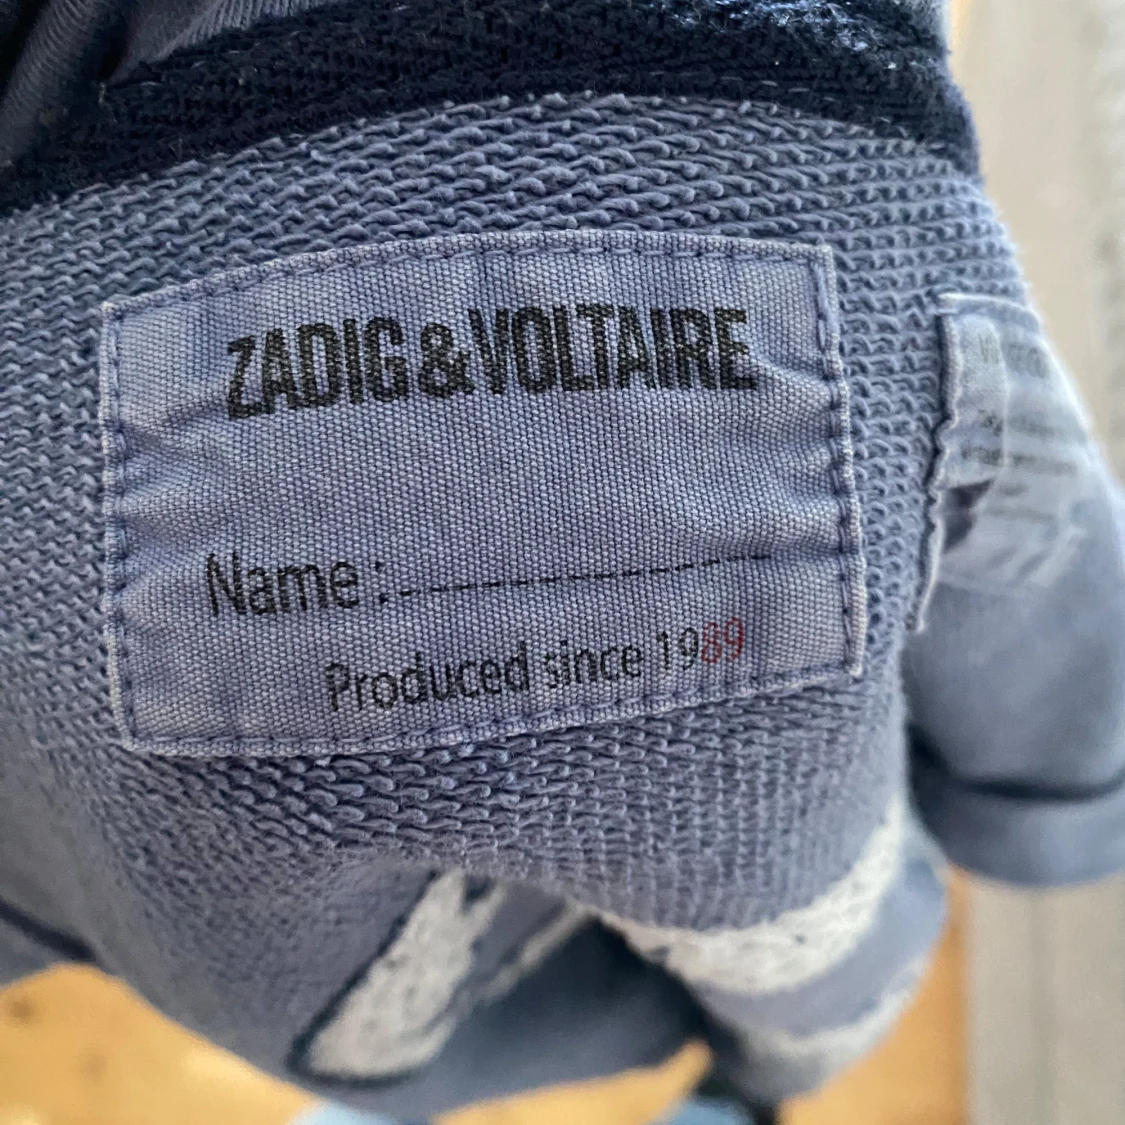 ZADIG&VOLTAIRE
Name :
Produced since 1989